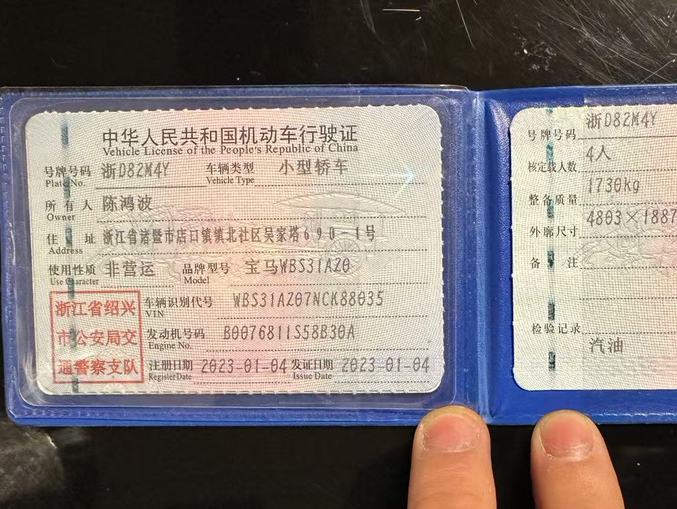 中华人民共和国机动车行驶证
Vehicle License of the People's Republic of China
号牌号码 浙D82M4Y 车辆类型 小型轿车
Plate No. Vehicle Type
所有人 陈鸿波
Owner
住址 浙江省诸暨市店口镇镇北社区吴家塔690-1号
Address
使用性质 非营运 品牌型号 宝马WBS31AZ0
Use Character Model
浙江省绍兴
市公安局交
通警察支队
车辆识别代号 WBS31AZ07NCK88035
VIN
发动机号码 B0076811S58B30A
Engine No.
注册日期 2023-01-04 发证日期 2023-01-04
Register Date Issue Date
号牌号码 浙D82M4Y
核定载人数 4人
整备质量 1730kg
外廓尺寸 4803×1887
备注
检验记录
汽油